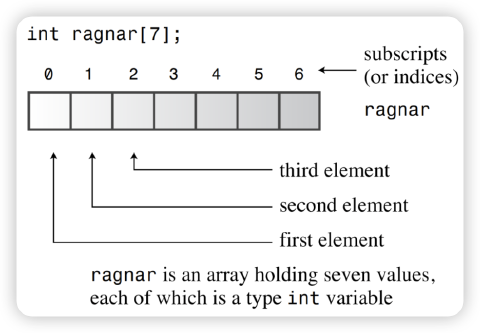 int ragnar[7];
subscripts
(or indices)
0 1 2 3 4 5 6
ragnar
third element
second element
first element
ragnar is an array holding seven values,
each of which is a type int variable